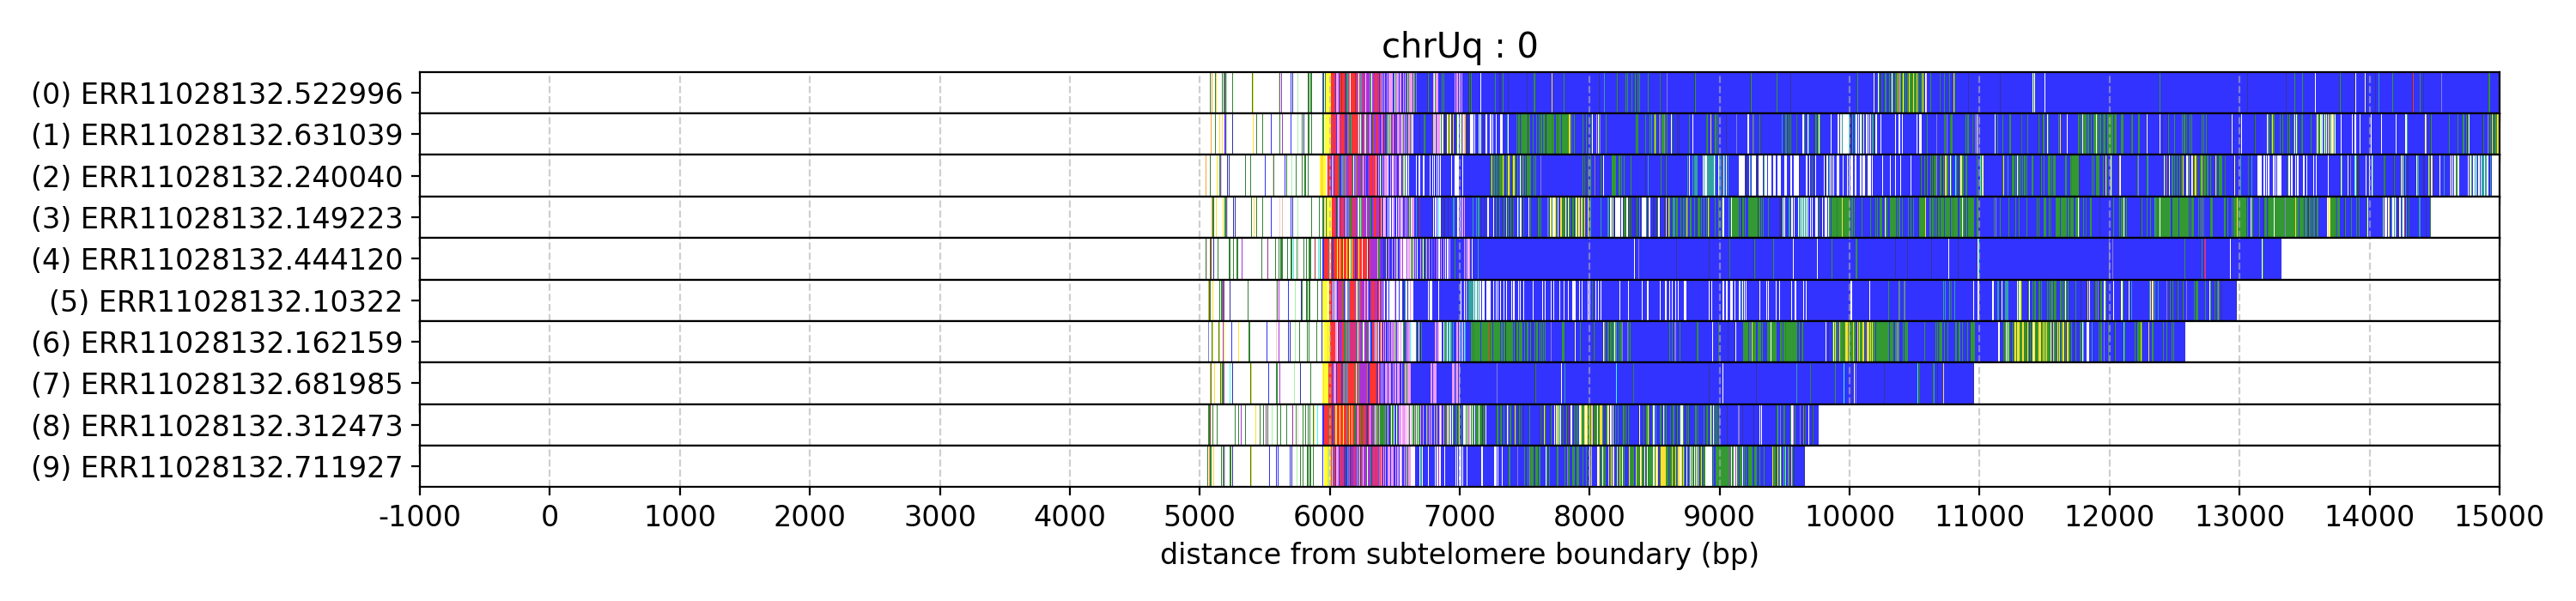 chrUq : 0
(0) ERR11028132.522996
(1) ERR11028132.631039
(2) ERR11028132.240040
(3) ERR11028132.149223
(4) ERR11028132.444120
(5) ERR11028132.10322
(6) ERR11028132.162159
(7) ERR11028132.681985
(8) ERR11028132.312473
(9) ERR11028132.711927
-1000 0 1000 2000 3000 4000 5000 6000 7000 8000 9000 10000 11000 12000 13000 14000 15000
distance from subtelomere boundary (bp)